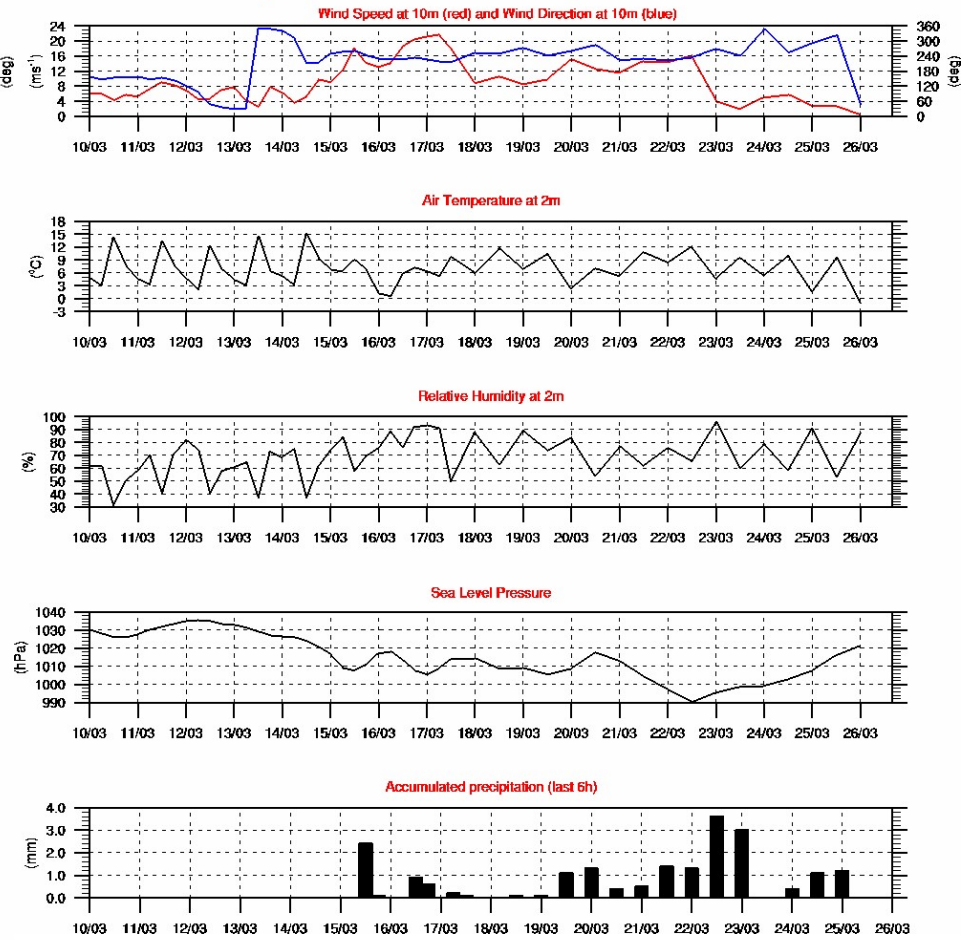 Wind Speed at 10m (red) and Wind Direction at 10m (blue)
24 360
20 300
16 240
12 180
8 120
4 60
0 0
(deg) (ms⁻¹) (deg)
10/03 11/03 12/03 13/03 14/03 15/03 16/03 17/03 18/03 19/03 20/03 21/03 22/03 23/03 24/03 25/03 26/03
Air Temperature at 2m
18
15
12
9
6
3
0
-3
(°C)
10/03 11/03 12/03 13/03 14/03 15/03 16/03 17/03 18/03 19/03 20/03 21/03 22/03 23/03 24/03 25/03 26/03
Relative Humidity at 2m
100
90
80
70
60
50
40
30
(%)
10/03 11/03 12/03 13/03 14/03 15/03 16/03 17/03 18/03 19/03 20/03 21/03 22/03 23/03 24/03 25/03 26/03
Sea Level Pressure
1040
1030
1020
1010
1000
990
(hPa)
10/03 11/03 12/03 13/03 14/03 15/03 16/03 17/03 18/03 19/03 20/03 21/03 22/03 23/03 24/03 25/03 26/03
Accumulated precipitation (last 6h)
4.0
3.0
2.0
1.0
0.0
(mm)
10/03 11/03 12/03 13/03 14/03 15/03 16/03 17/03 18/03 19/03 20/03 21/03 22/03 23/03 24/03 25/03 26/03